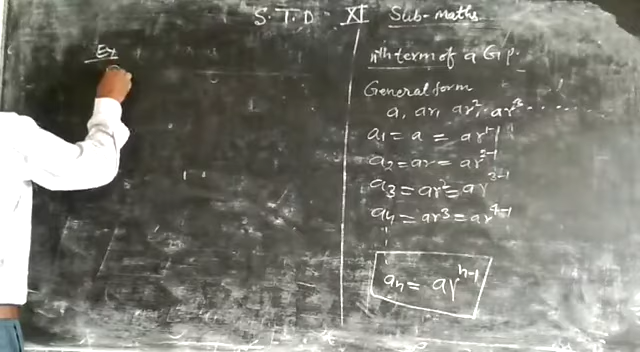 S.T.D XI Sub-Maths
Ex
nth term of a G.P.
General form
a, ar, ar², ar³ ........
a₁ = a = ar¹⁻¹
a₂ = ar = ar²⁻¹
a₃ = ar² = ar³⁻¹
a₄ = ar³ = ar⁴⁻¹
aₙ = arⁿ⁻¹